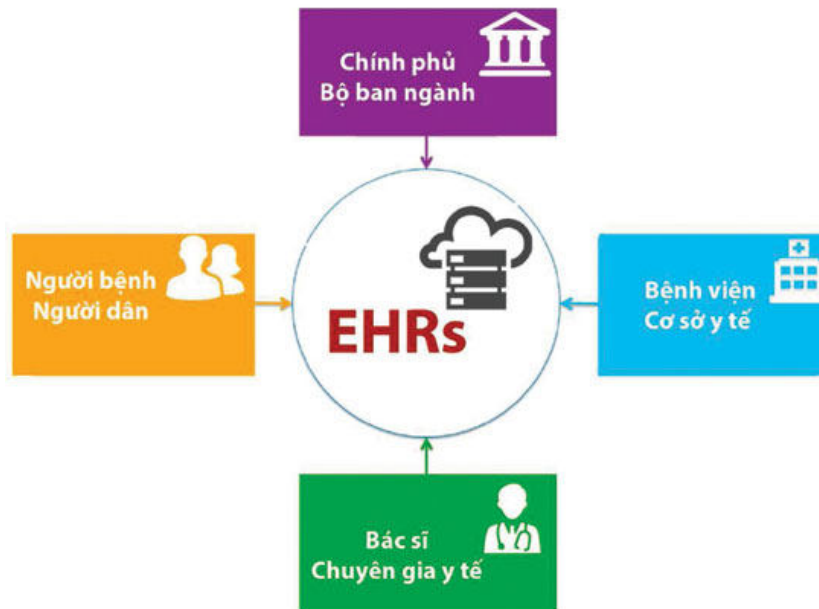 Chính phủ
Bộ ban ngành
Người bệnh
Người dân
EHRs
Bệnh viện
Cơ sở y tế
Bác sĩ
Chuyên gia y tế